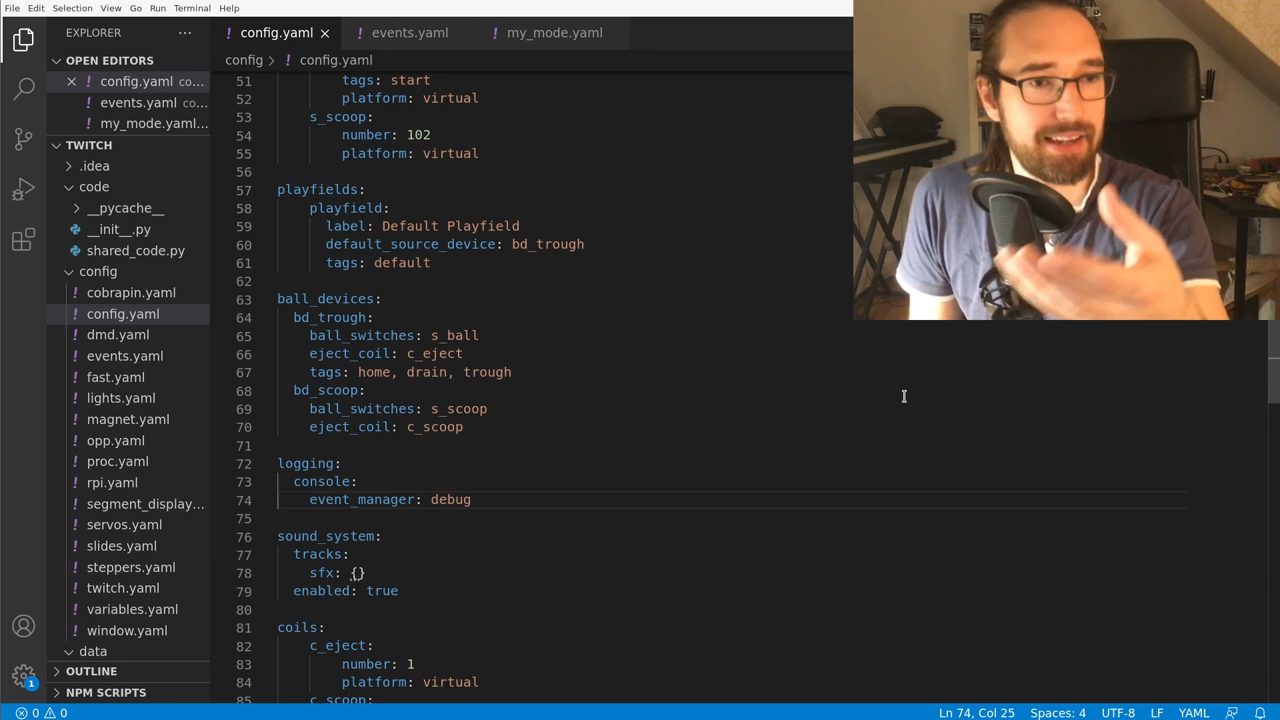 File Edit Selection View Go Run Terminal Help
EXPLORER
config.yaml
events.yaml
my_mode.yaml
OPEN EDITORS
config > config.yaml
config.yaml co...
events.yaml co...
my_mode.yaml...
TWITCH
.idea
code
__pycache__
__init__.py
shared_code.py
config
cobrapin.yaml
config.yaml
dmd.yaml
events.yaml
fast.yaml
lights.yaml
magnet.yaml
opp.yaml
proc.yaml
rpi.yaml
segment_display...
servos.yaml
slides.yaml
steppers.yaml
twitch.yaml
variables.yaml
window.yaml
data
OUTLINE
NPM SCRIPTS
51 tags: start
52 platform: virtual
53 s_scoop:
54 number: 102
55 platform: virtual
56
57 playfields:
58 playfield:
59 label: Default Playfield
60 default_source_device: bd_trough
61 tags: default
62
63 ball_devices:
64 bd_trough:
65 ball_switches: s_ball
66 eject_coil: c_eject
67 tags: home, drain, trough
68 bd_scoop:
69 ball_switches: s_scoop
70 eject_coil: c_scoop
71
72 logging:
73 console:
74 event_manager: debug
75
76 sound_system:
77 tracks:
78 sfx: {}
79 enabled: true
80
81 coils:
82 c_eject:
83 number: 1
84 platform: virtual
85 c_scoop:
1
0 0
Ln 74, Col 25 Spaces: 4 UTF-8 LF YAML